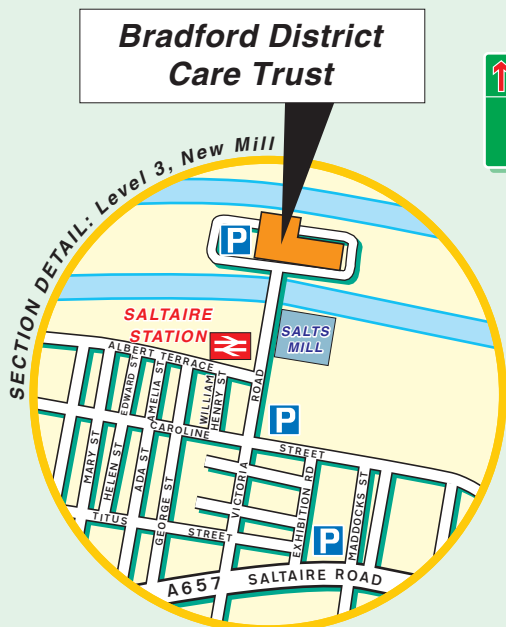 Bradford District
Care Trust
SECTION DETAIL: Level 3, New Mill
P
SALTAIRE
STATION
SALTS
MILL
ALBERT TERRACE
EDWARD ST
AMELIA ST
WILLIAM
HENRY ST
ROAD
P
CAROLINE
STREET
MARY ST
HELEN ST
ADA ST
GEORGE ST
VICTORIA
EXHIBITION RD
MADDOCKS ST
TITUS
STREET
P
A657 SALTAIRE ROAD